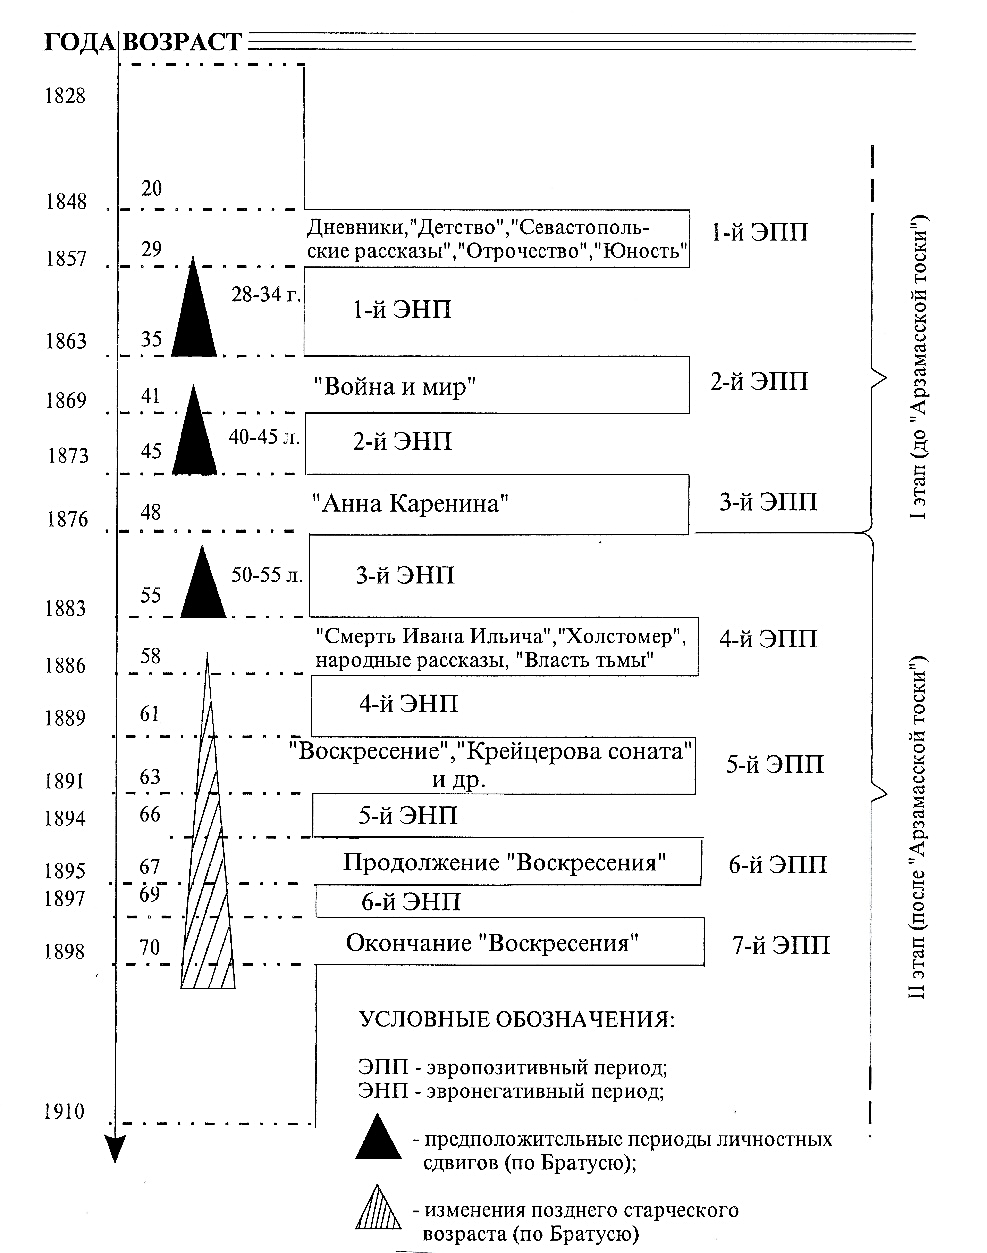 ГОДА ВОЗРАСТ
1828
1848 20
Дневники,"Детство","Севастополь-
ские рассказы","Отрочество","Юность"
1-й ЭПП
1857 29
28-34 г.
1-й ЭНП
1863 35
"Война и мир"
2-й ЭПП
1869 41
40-45 л.
2-й ЭНП
1873 45
"Анна Каренина"
3-й ЭПП
1876 48
50-55 л.
3-й ЭНП
1883 55
"Смерть Ивана Ильича","Холстомер",
народные рассказы, "Власть тьмы"
4-й ЭПП
1886 58
4-й ЭНП
1889 61
"Воскресение","Крейцерова соната"
и др.
5-й ЭПП
1891 63
5-й ЭНП
1894 66
Продолжение "Воскресения"
6-й ЭПП
1895 67
6-й ЭНП
1897 69
Окончание "Воскресения"
7-й ЭПП
1898 70
1910
I этап (до "Арзамасской тоски")
II этап (после "Арзамасской тоски")
УСЛОВНЫЕ ОБОЗНАЧЕНИЯ:
ЭПП - эвропозитивный период;
ЭНП - эвронегативный период;
- предположительные периоды личностных
сдвигов (по Братусю);
- изменения позднего старческого
возраста (по Братусю)